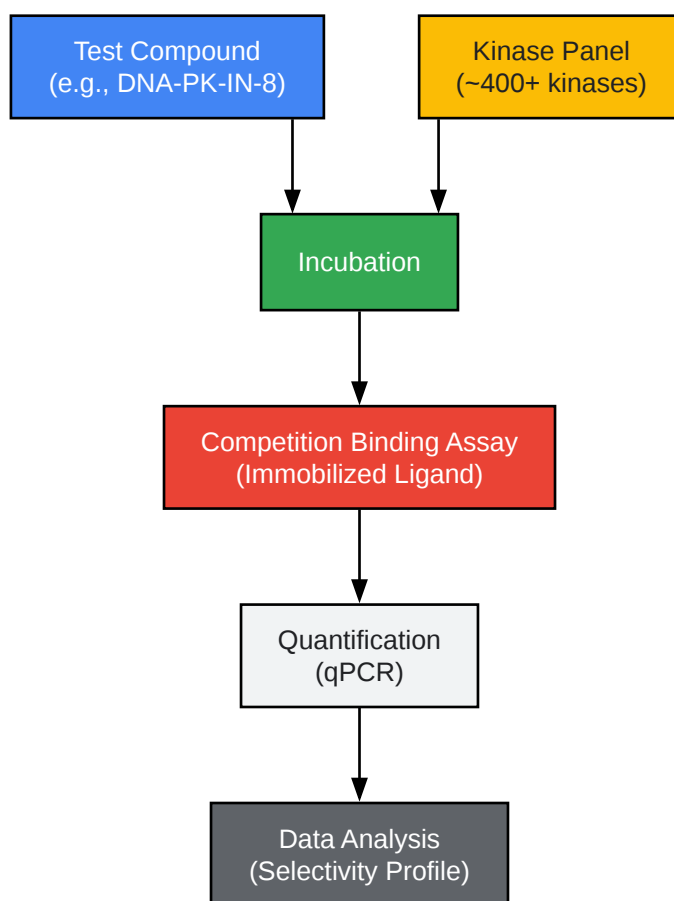 Test Compound
(e.g., DNA-PK-IN-8)
Kinase Panel
(~400+ kinases)
Incubation
Competition Binding Assay
(Immobilized Ligand)
Quantification
(qPCR)
Data Analysis
(Selectivity Profile)